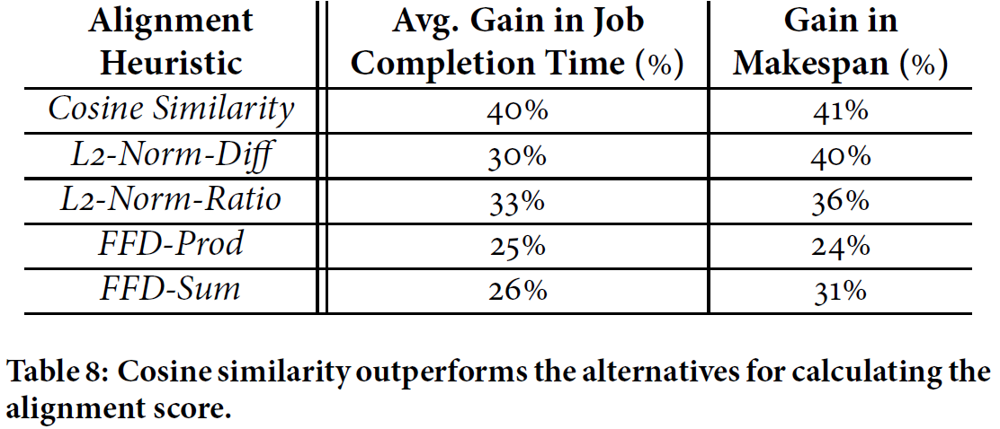 Alignment Heuristic | Avg. Gain in Job Completion Time (%) | Gain in Makespan (%)
Cosine Similarity | 40% | 41%
L2-Norm-Diff | 30% | 40%
L2-Norm-Ratio | 33% | 36%
FFD-Prod | 25% | 24%
FFD-Sum | 26% | 31%
Table 8: Cosine similarity outperforms the alternatives for calculating the
alignment score.